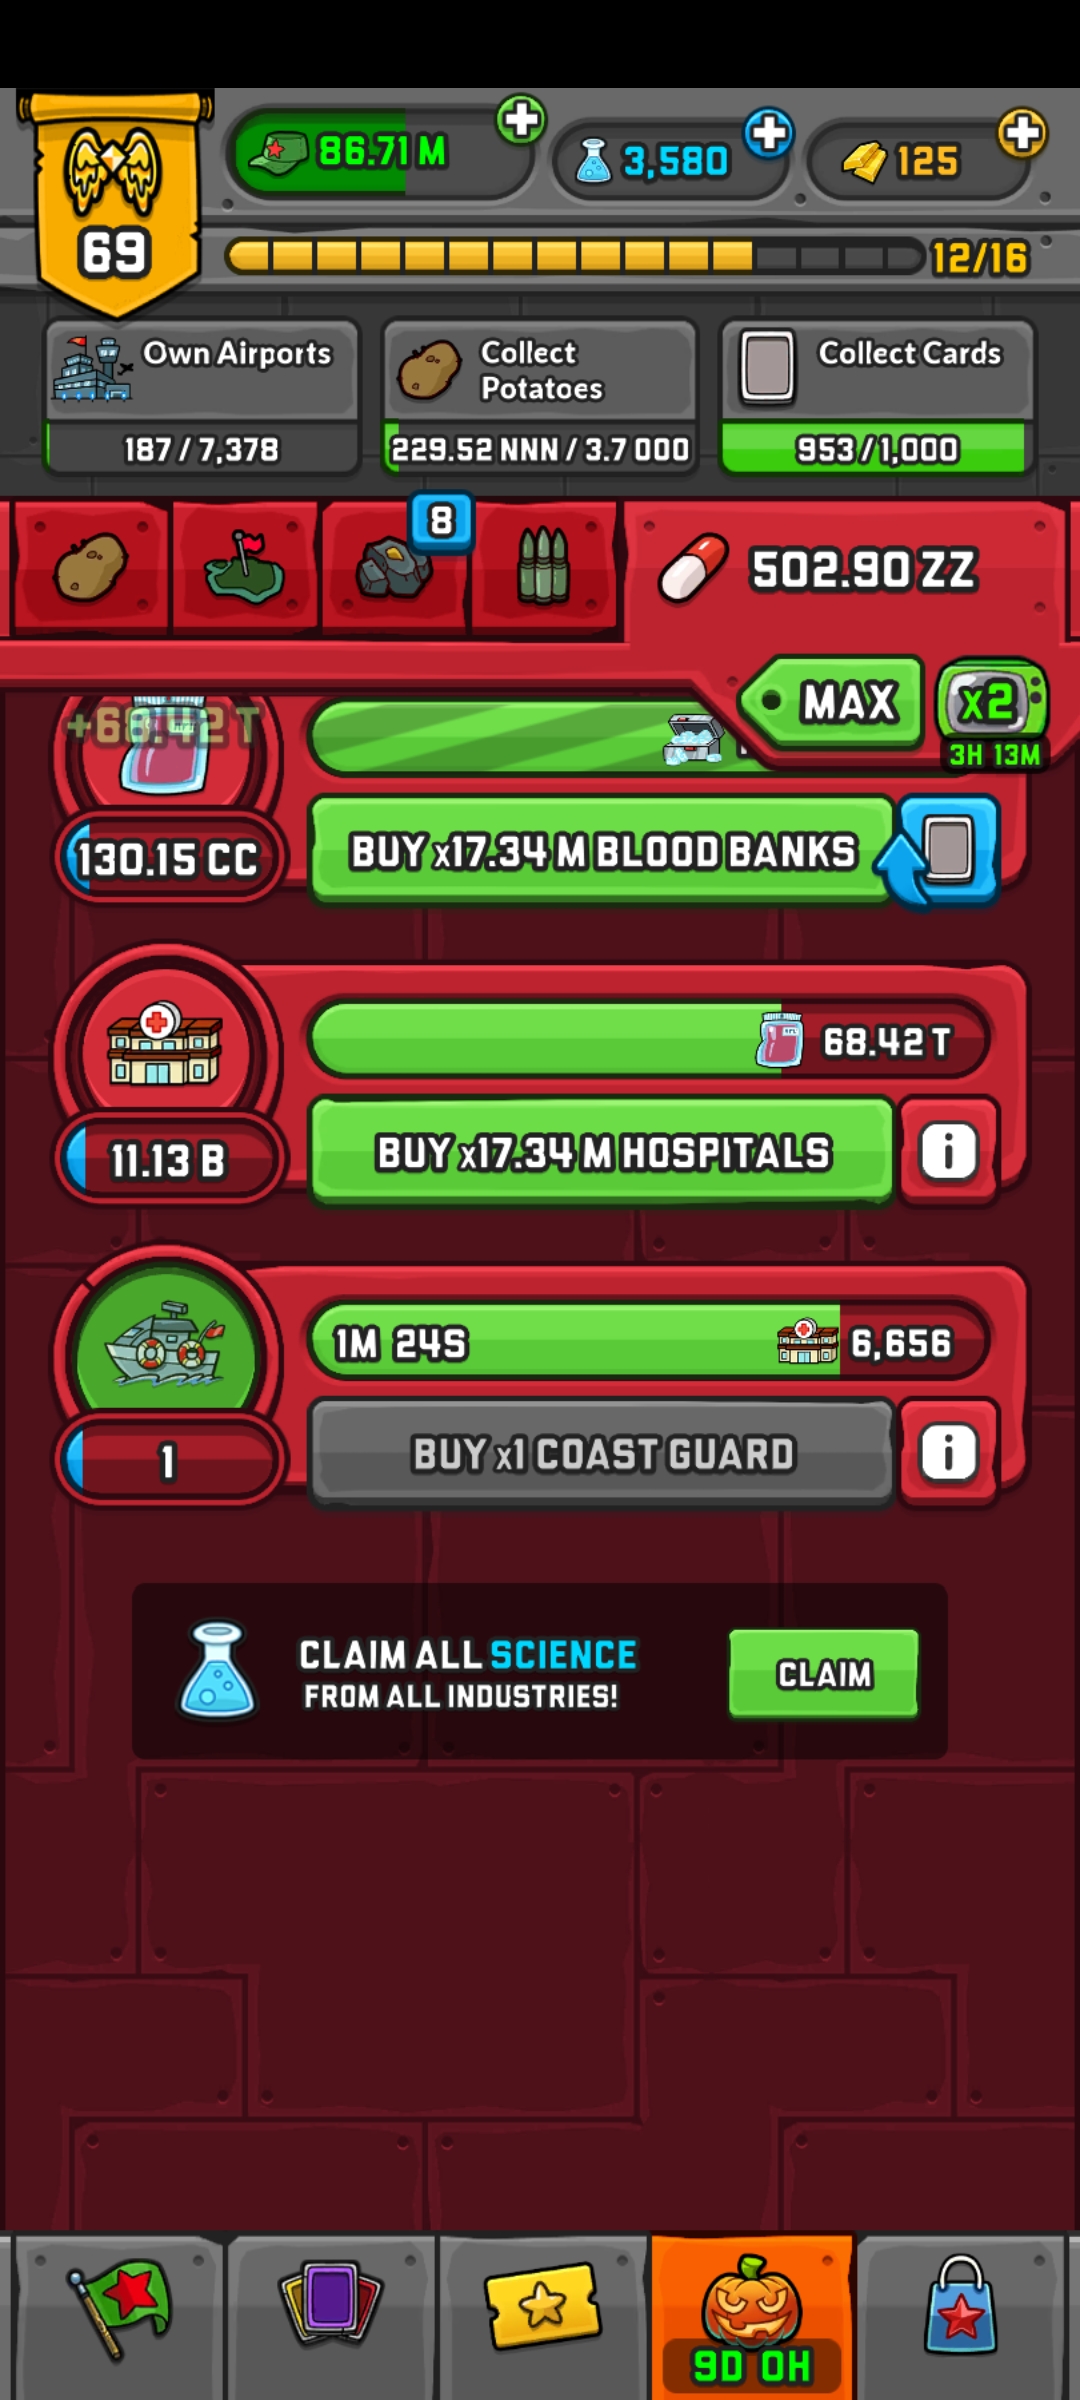 86.71 M
3,580
125
69
12/16
Own Airports
187 / 7,378
Collect
Potatoes
229.52 NNN / 3.7 OOO
Collect Cards
953 / 1,000
8
502.90 ZZ
MAX
x2
3H 13M
+68.42 T
130.15 CC
BUY x17.34 M BLOOD BANKS
68.42 T
11.13 B
BUY x17.34 M HOSPITALS
i
1M 24S
6,656
1
BUY x1 COAST GUARD
i
CLAIM ALL SCIENCE
FROM ALL INDUSTRIES!
CLAIM
9D 0H